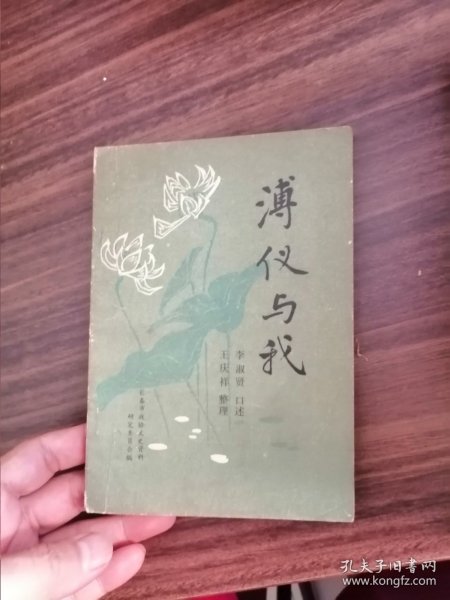 溥仪与我
李淑贤 口述
王庆祥 整理
长春市政协文史资料
研究委员会编
孔夫子旧书网
www.kongfz.com